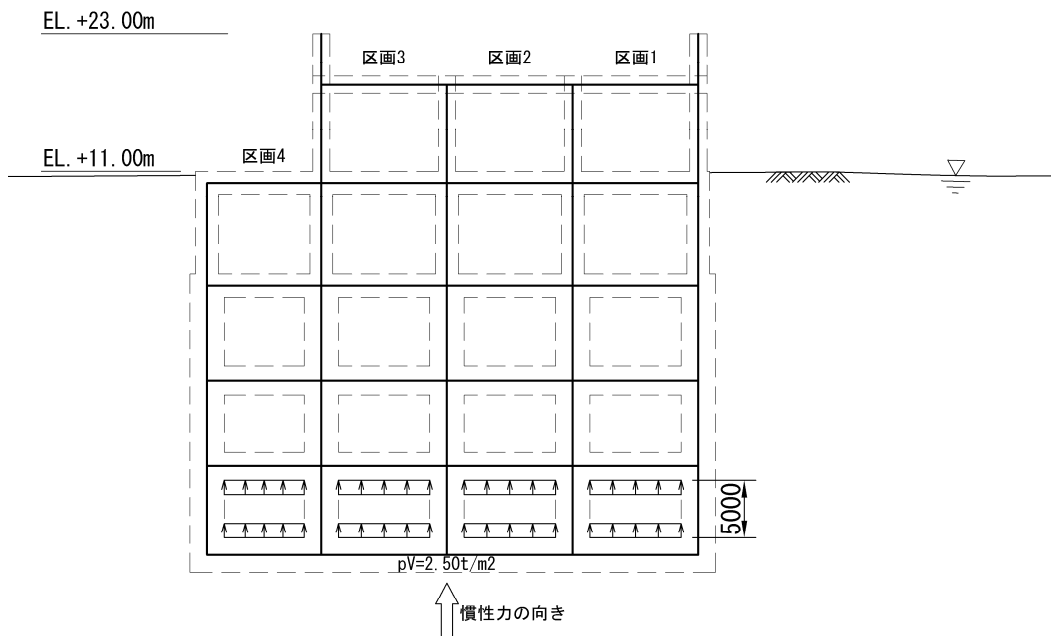 EL. +23.00m
区画3
区画2
区画1
EL. +11.00m
区画4
5000
pV=2.50t/m2
慣性力の向き